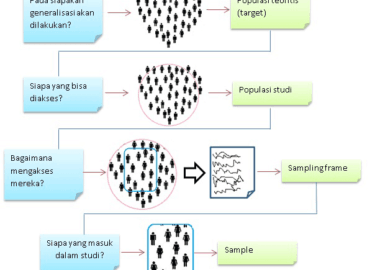 Pada siapakah
generalisasi akan
dilakukan?
Populasi teoritis
(target)
Siapa yang bisa
diakses?
Populasi studi
Bagaimana
mengakses
mereka?
Sampling frame
Siapa yang masuk
dalam studi?
Sample